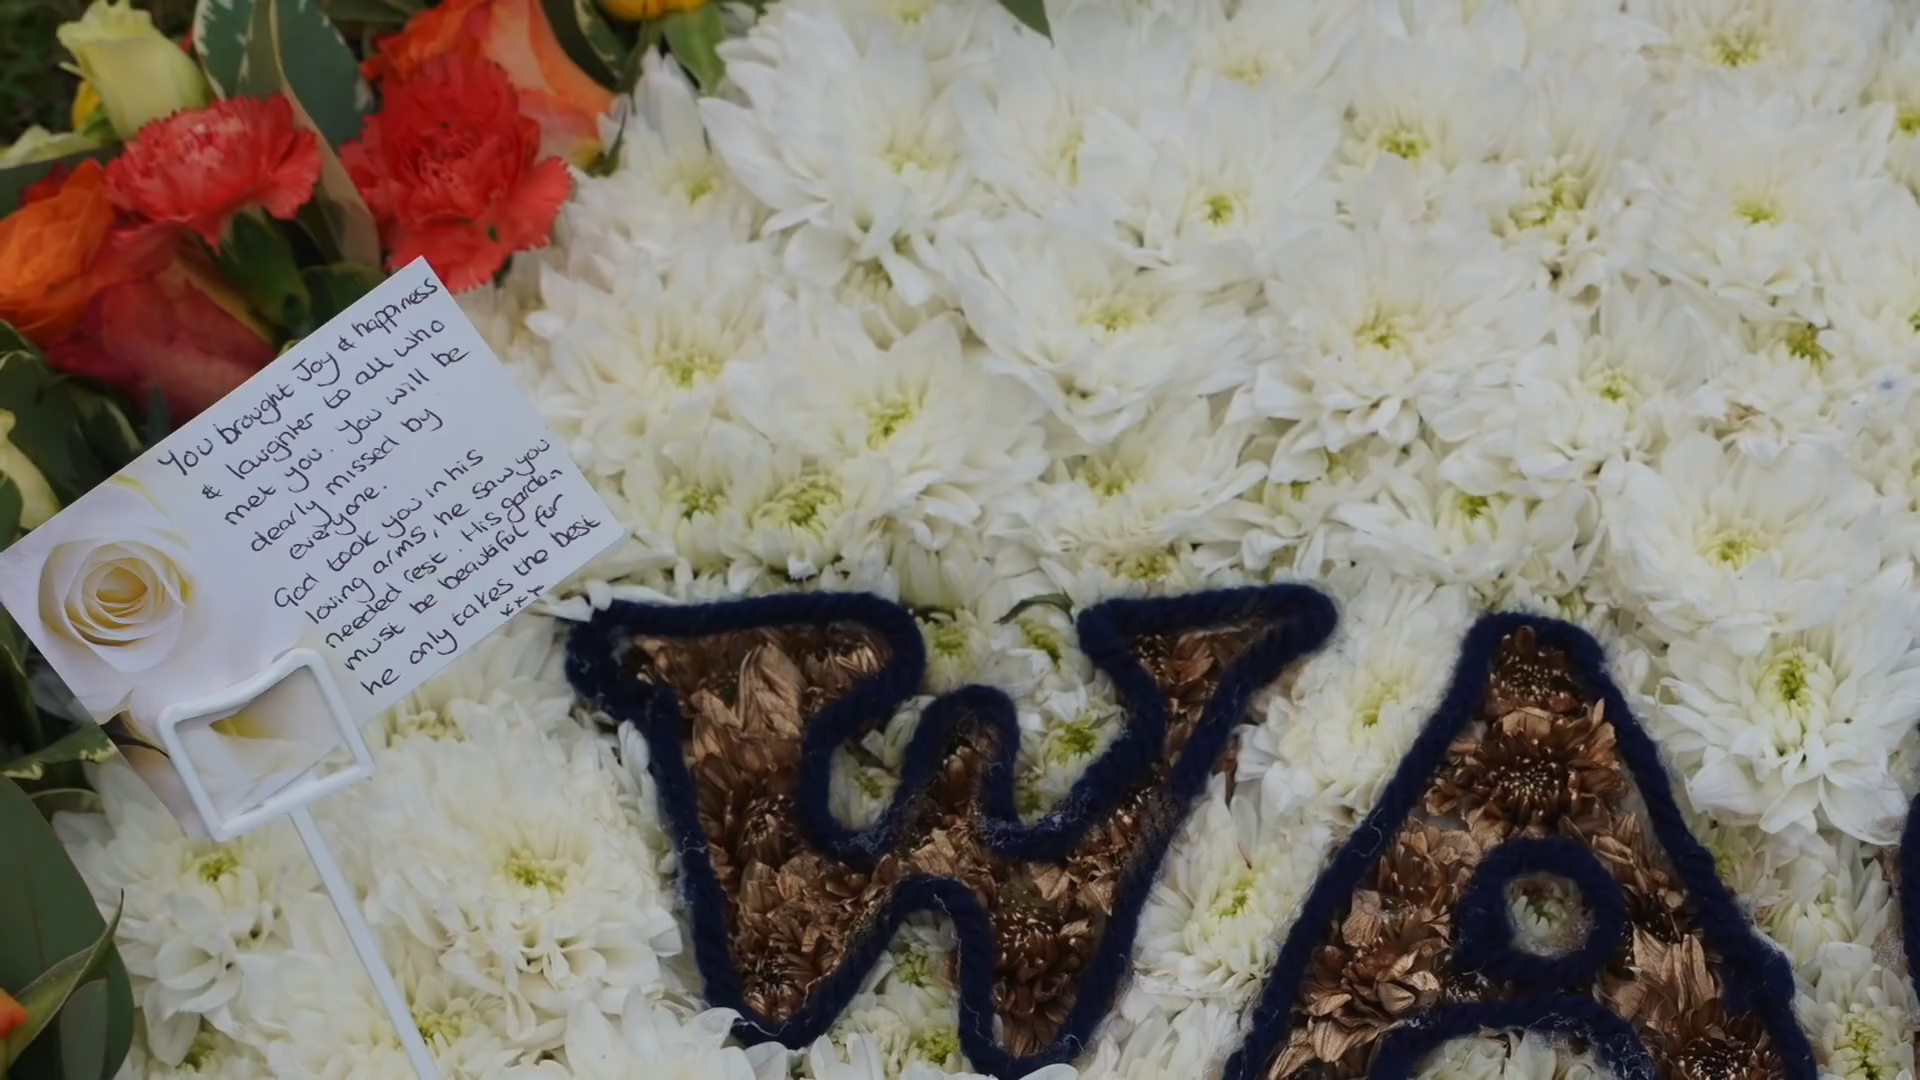 You brought Joy & happiness
& laughter to all who
met you. You will be
dearly missed by
everyone.
God took you in his
loving arms, he saw you
needed rest. His garden
must be beautiful for
he only takes the best
xxx
WA